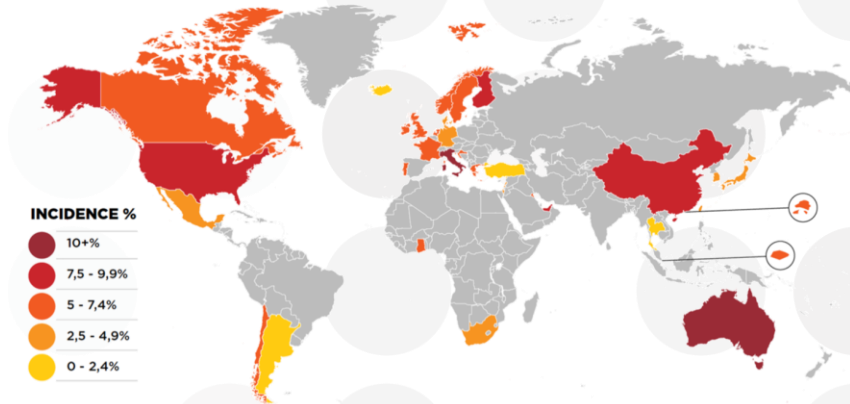 INCIDENCE %
10+%
7,5 - 9,9%
5 - 7,4%
2,5 - 4,9%
0 - 2,4%